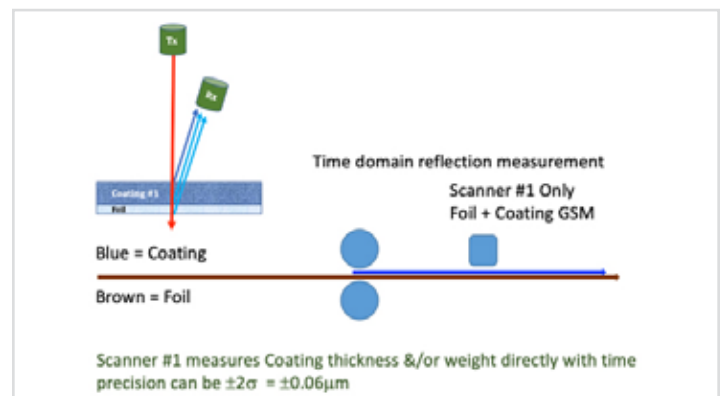 Tx
Rx
Time domain reflection measurement
Scanner #1 Only
Foil + Coating GSM
Coating #1
Foil
Blue = Coating
Brown = Foil
Scanner #1 measures Coating thickness &/or weight directly with time
precision can be ±2σ = ±0.06μm